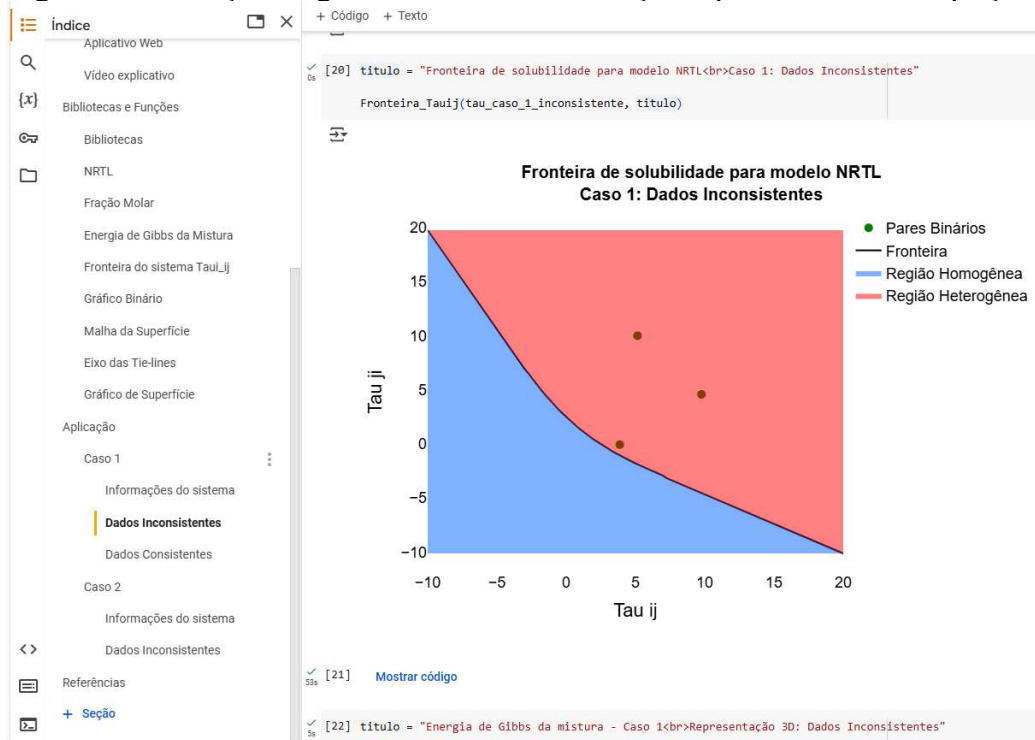 Índice
Aplicativo Web
Vídeo explicativo
Bibliotecas e Funções
Bibliotecas
NRTL
Fração Molar
Energia de Gibbs da Mistura
Fronteira do sistema Taui_ij
Gráfico Binário
Malha da Superfície
Eixo das Tie-lines
Gráfico de Superfície
Aplicação
Caso 1
Informações do sistema
Dados Inconsistentes
Dados Consistentes
Caso 2
Informações do sistema
Dados Inconsistentes
Referências
+ Seção
{x}
<>
+ Código + Texto
0s [20] titulo = "Fronteira de solubilidade para modelo NRTL<br>Caso 1: Dados Inconsistentes"
Fronteira_Tauij(tau_caso_1_inconsistente, titulo)
Fronteira de solubilidade para modelo NRTL
Caso 1: Dados Inconsistentes
Pares Binários
Fronteira
Região Homogênea
Região Heterogênea
20
15
10
5
0
−5
−10
Tau ji
−10 −5 0 5 10 15 20
Tau ij
53s [21] Mostrar código
5s [22] titulo = "Energia de Gibbs da mistura - Caso 1<br>Representação 3D: Dados Inconsistentes"